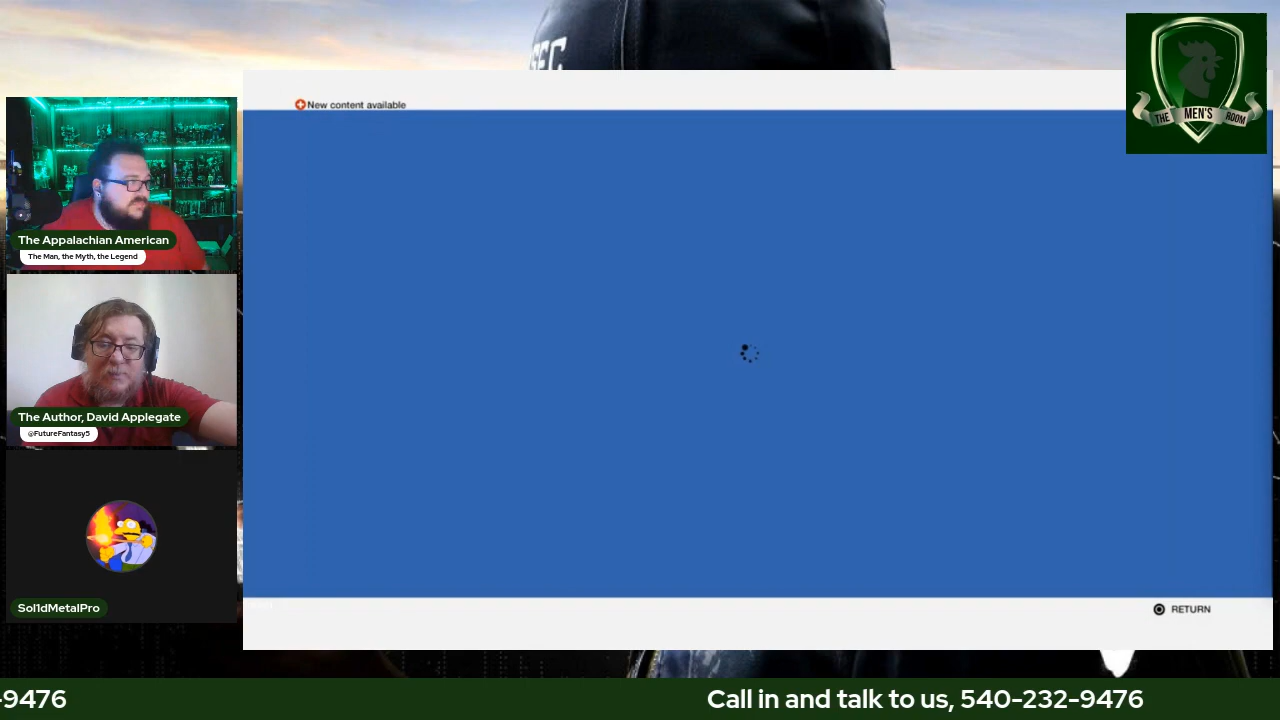 New content available
THE MEN'S ROOM
The Appalachian American
The Man, the Myth, the Legend
The Author, David Applegate
@FutureFantasy5
Sol1dMetalPro
RETURN
-9476
Call in and talk to us, 540-232-9476